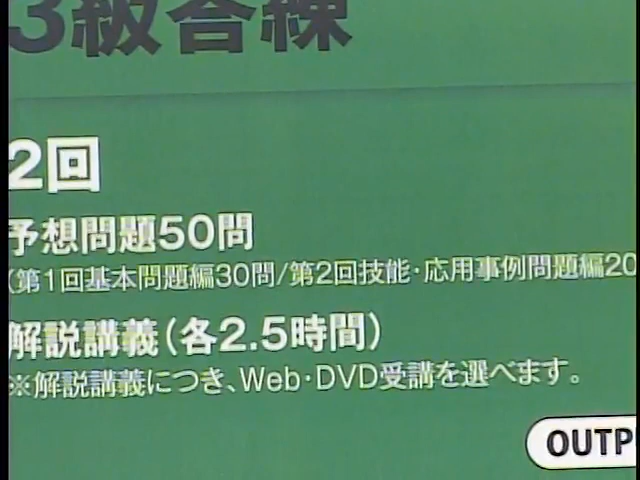 3級答練
2回
予想問題50問
(第1回基本問題編30問/第2回技能・応用事例問題編20
解説講義(各2.5時間)
※解説講義につき、Web・DVD受講を選べます。
OUTP